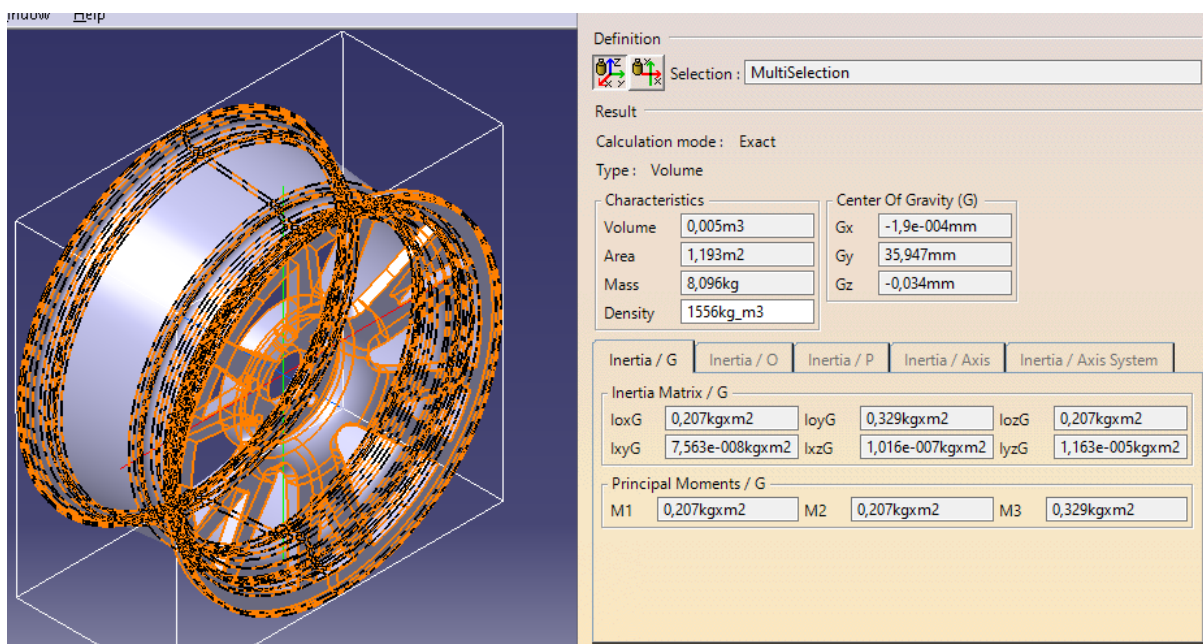 Help
Definition
Selection : MultiSelection
Result
Calculation mode : Exact
Type : Volume
Characteristics Center Of Gravity (G)
Volume 0,005m3 Gx -1,9e-004mm
Area 1,193m2 Gy 35,947mm
Mass 8,096kg Gz -0,034mm
Density 1556kg_m3
Inertia / G Inertia / O Inertia / P Inertia / Axis Inertia / Axis System
Inertia Matrix / G
IoxG 0,207kgxm2 IoyG 0,329kgxm2 IozG 0,207kgxm2
IxyG 7,563e-008kgxm2 IxzG 1,016e-007kgxm2 IyzG 1,163e-005kgxm2
Principal Moments / G
M1 0,207kgxm2 M2 0,207kgxm2 M3 0,329kgxm2